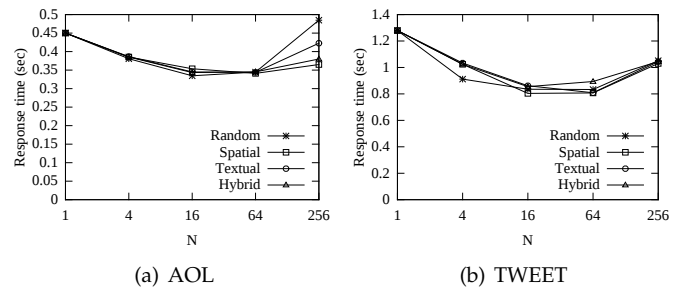 Response time (sec)
0.5
0.45
0.4
0.35
0.3
0.25
0.2
0.15
0.1
0.05
0
Random
Spatial
Textual
Hybrid
1 4 16 64 256
N
(a) AOL
Response time (sec)
1.4
1.2
1
0.8
0.6
0.4
0.2
0
Random
Spatial
Textual
Hybrid
1 4 16 64 256
N
(b) TWEET